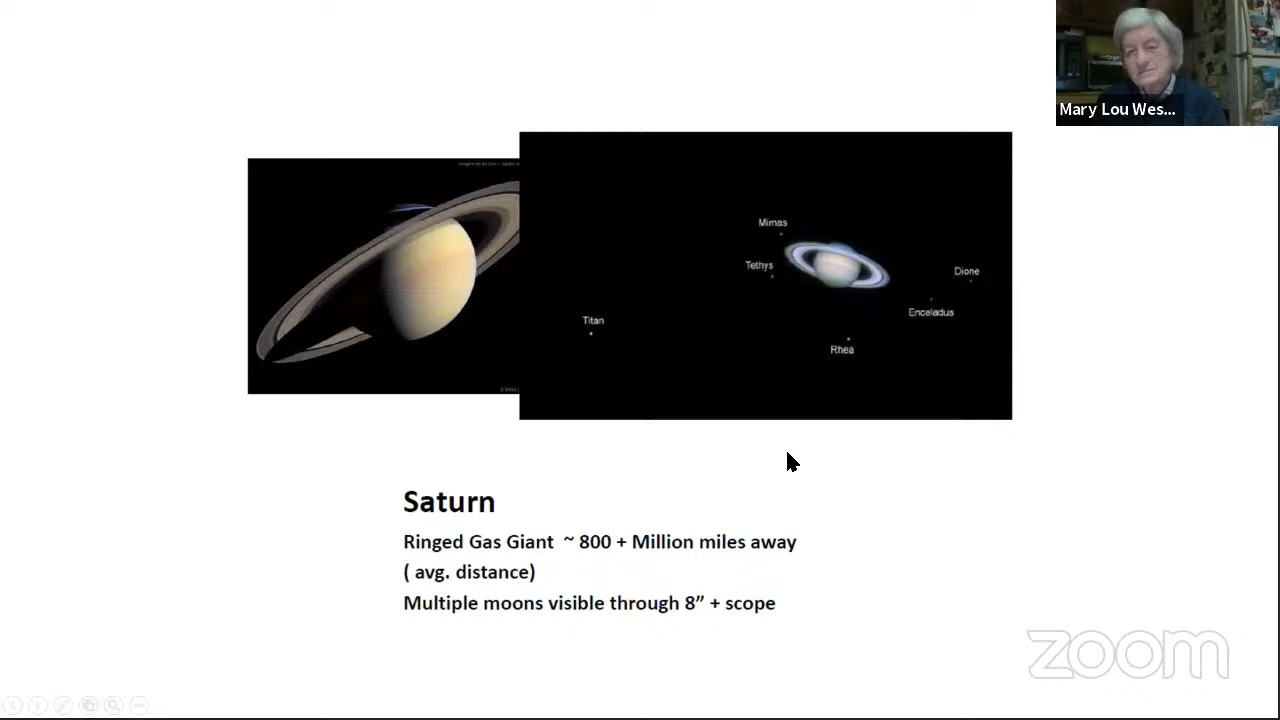 Mary Lou Wes...
Mimas
Tethys
Dione
Enceladus
Titan
Rhea
Saturn
Ringed Gas Giant ~ 800 + Million miles away
( avg. distance)
Multiple moons visible through 8” + scope
zoom